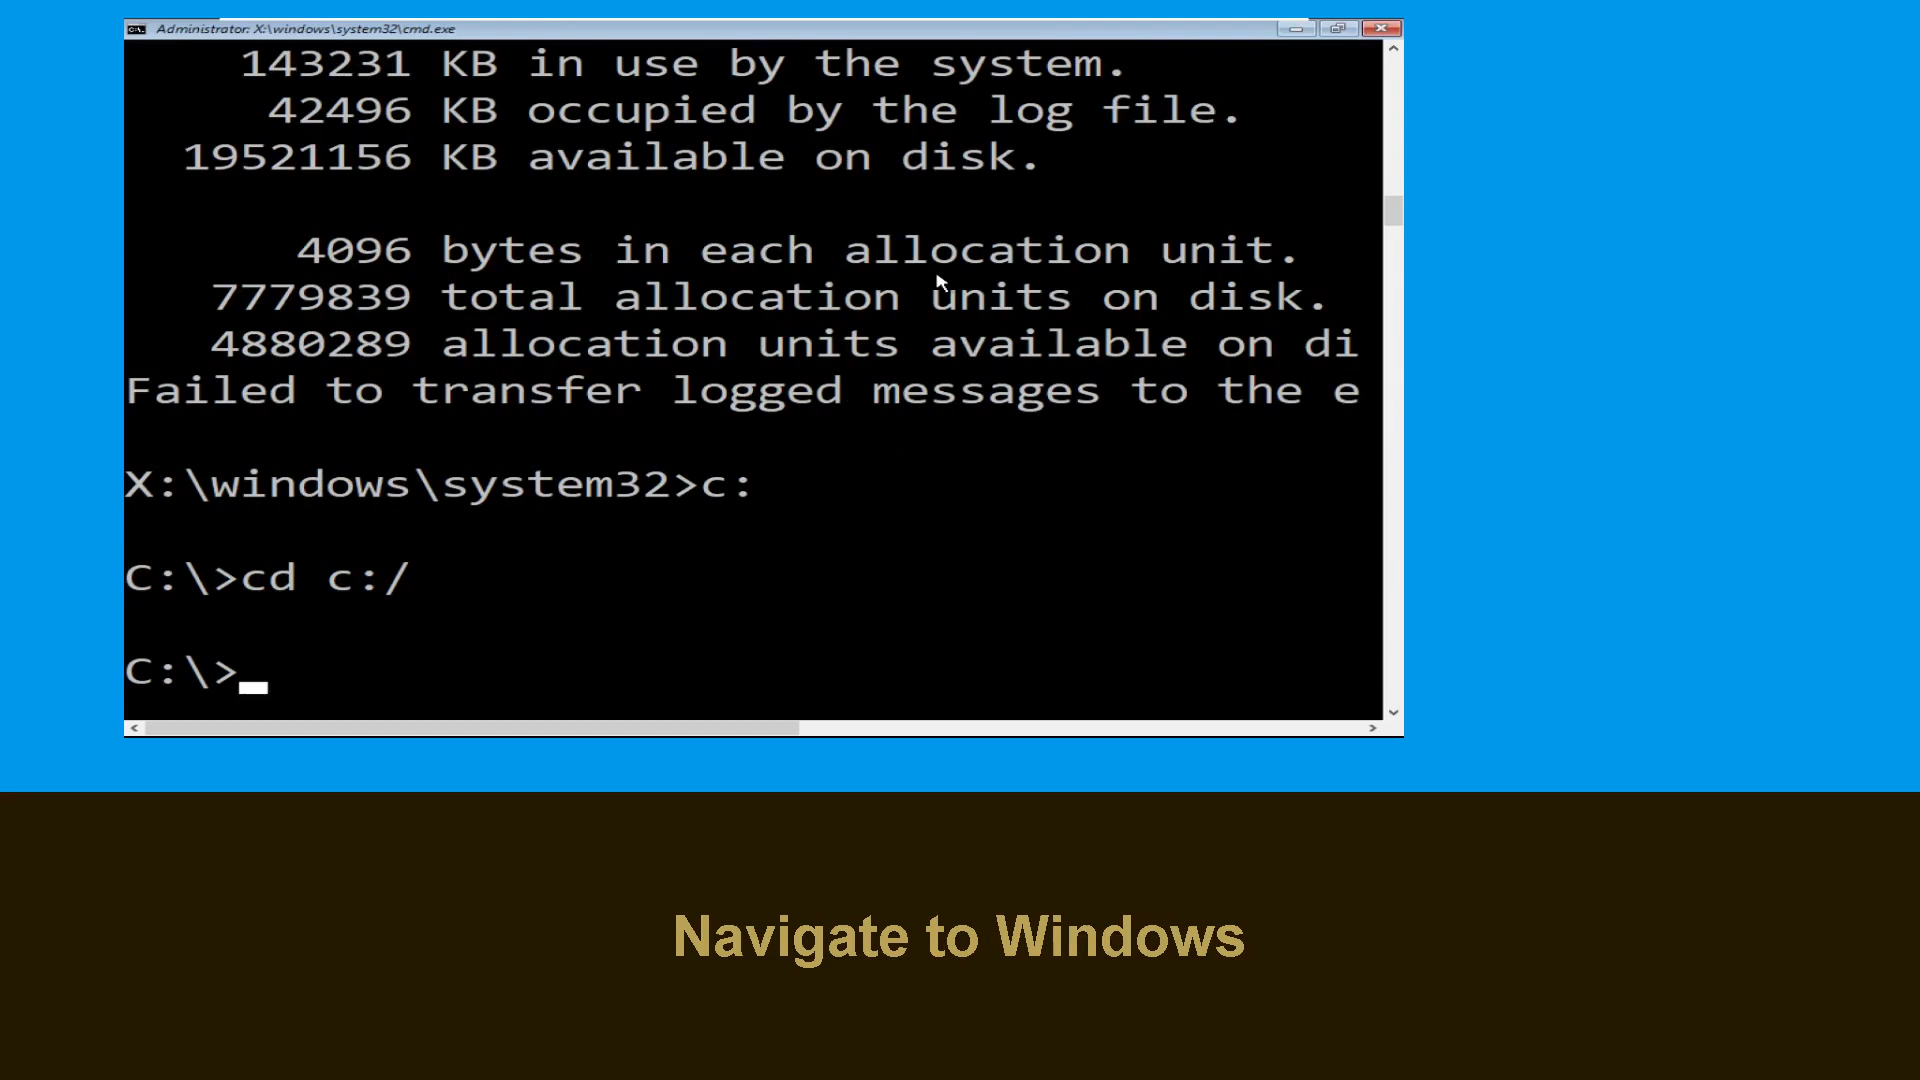 Administrator: X:\windows\system32\cmd.exe
143231 KB in use by the system.
42496 KB occupied by the log file.
19521156 KB available on disk.
4096 bytes in each allocation unit.
7779839 total allocation units on disk.
4880289 allocation units available on di
Failed to transfer logged messages to the e
X:\windows\system32>c:
C:\>cd c:/
C:\>
Navigate to Windows